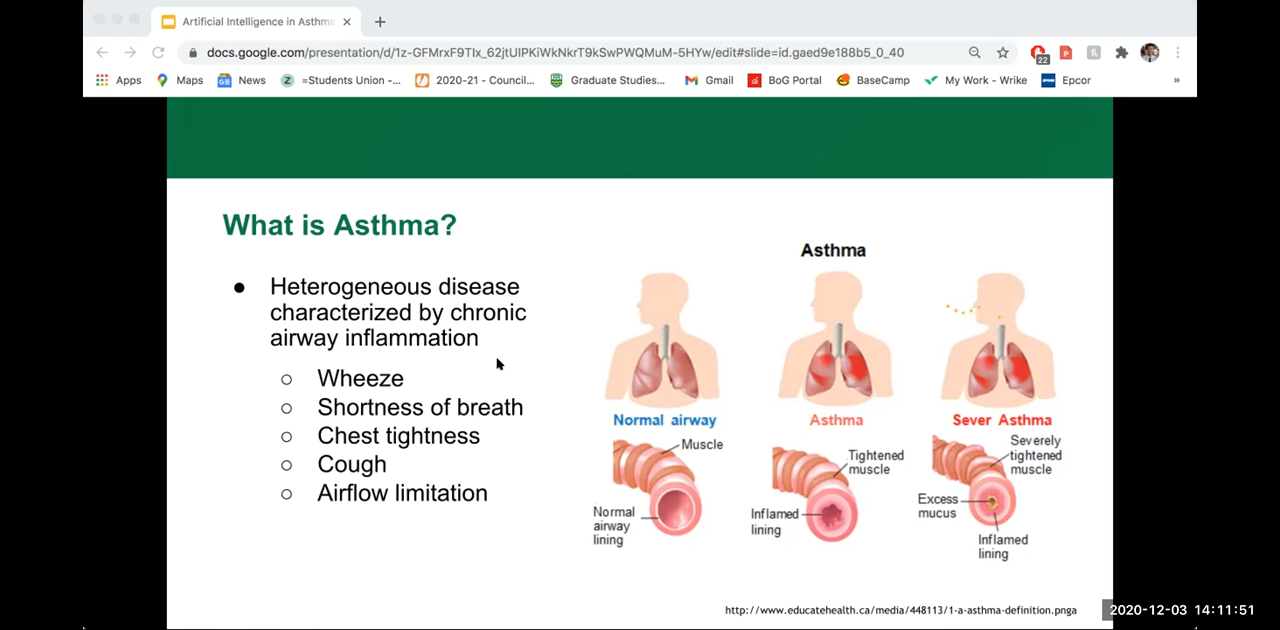 Artificial Intelligence in Asthma
docs.google.com/presentation/d/1z-GFMrxF9TIx_62jtUIPKiWkNkrT9kSwPWQMuM-5HYw/edit#slide=id.gaed9e188b5_0_40
22
Apps Maps News =Students Union -... 2020-21 - Council... Graduate Studies... Gmail BoG Portal BaseCamp My Work - Wrike Epcor »
What is Asthma?
● Heterogeneous disease
characterized by chronic
airway inflammation
○ Wheeze
○ Shortness of breath
○ Chest tightness
○ Cough
○ Airflow limitation
Asthma
Normal airway
Muscle
Normal
airway
lining
Asthma
Tightened
muscle
Inflamed
lining
Sever Asthma
Severely
tightened
muscle
Excess
mucus
Inflamed
lining
http://www.educatehealth.ca/media/448113/1-a-asthma-definition.pnga
2020-12-03 14:11:51